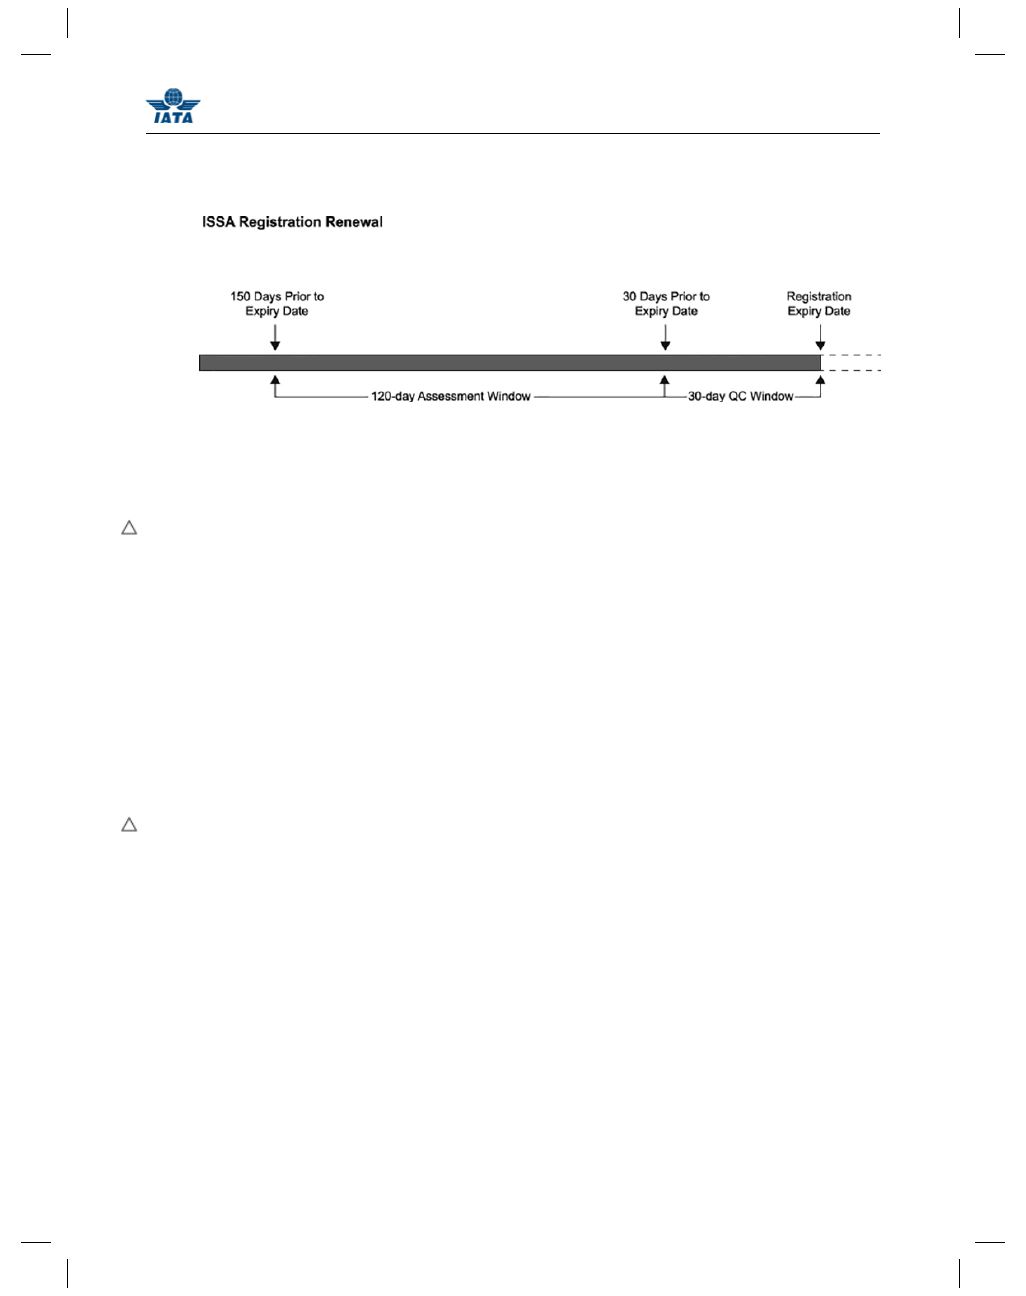 IATA
ISSA Registration Renewal
150 Days Prior to
Expiry Date
30 Days Prior to
Expiry Date
Registration
Expiry Date
120-day Assessment Window
30-day QC Window